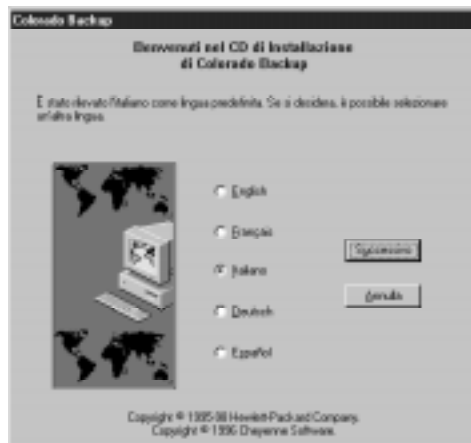 Colorado Backup
Benvenuti nel CD di Installazione
di Colorado Backup
È stato rilevato l'italiano come lingua predefinita. Se si desidera, è possibile selezionare
un'altra lingua.
English
Français
Italiano
Deutsch
Español
Successivo
Annulla
Copyright © 1995-96 Hewlett-Packard Company.
Copyright © 1996 Cheyenne Software.